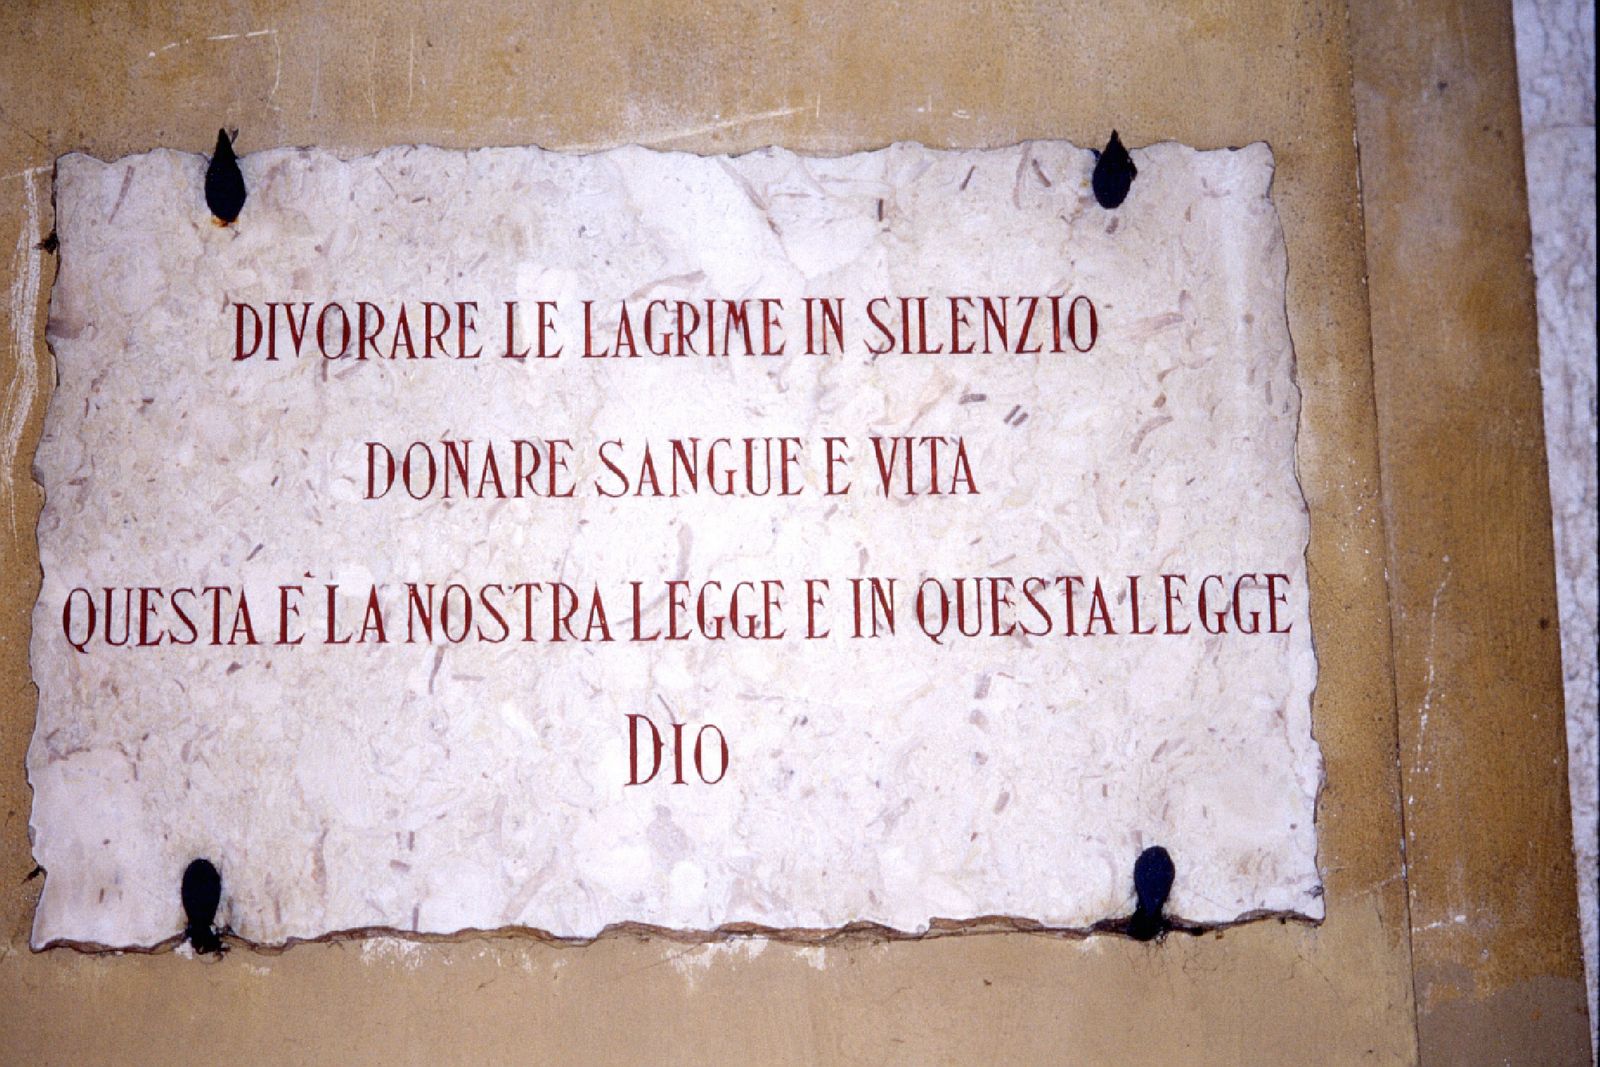 DIVORARE LE LAGRIME IN SILENZIO
DONARE SANGUE E VITA
QUESTA E' LA NOSTRA LEGGE E IN QUESTA LEGGE
DIO